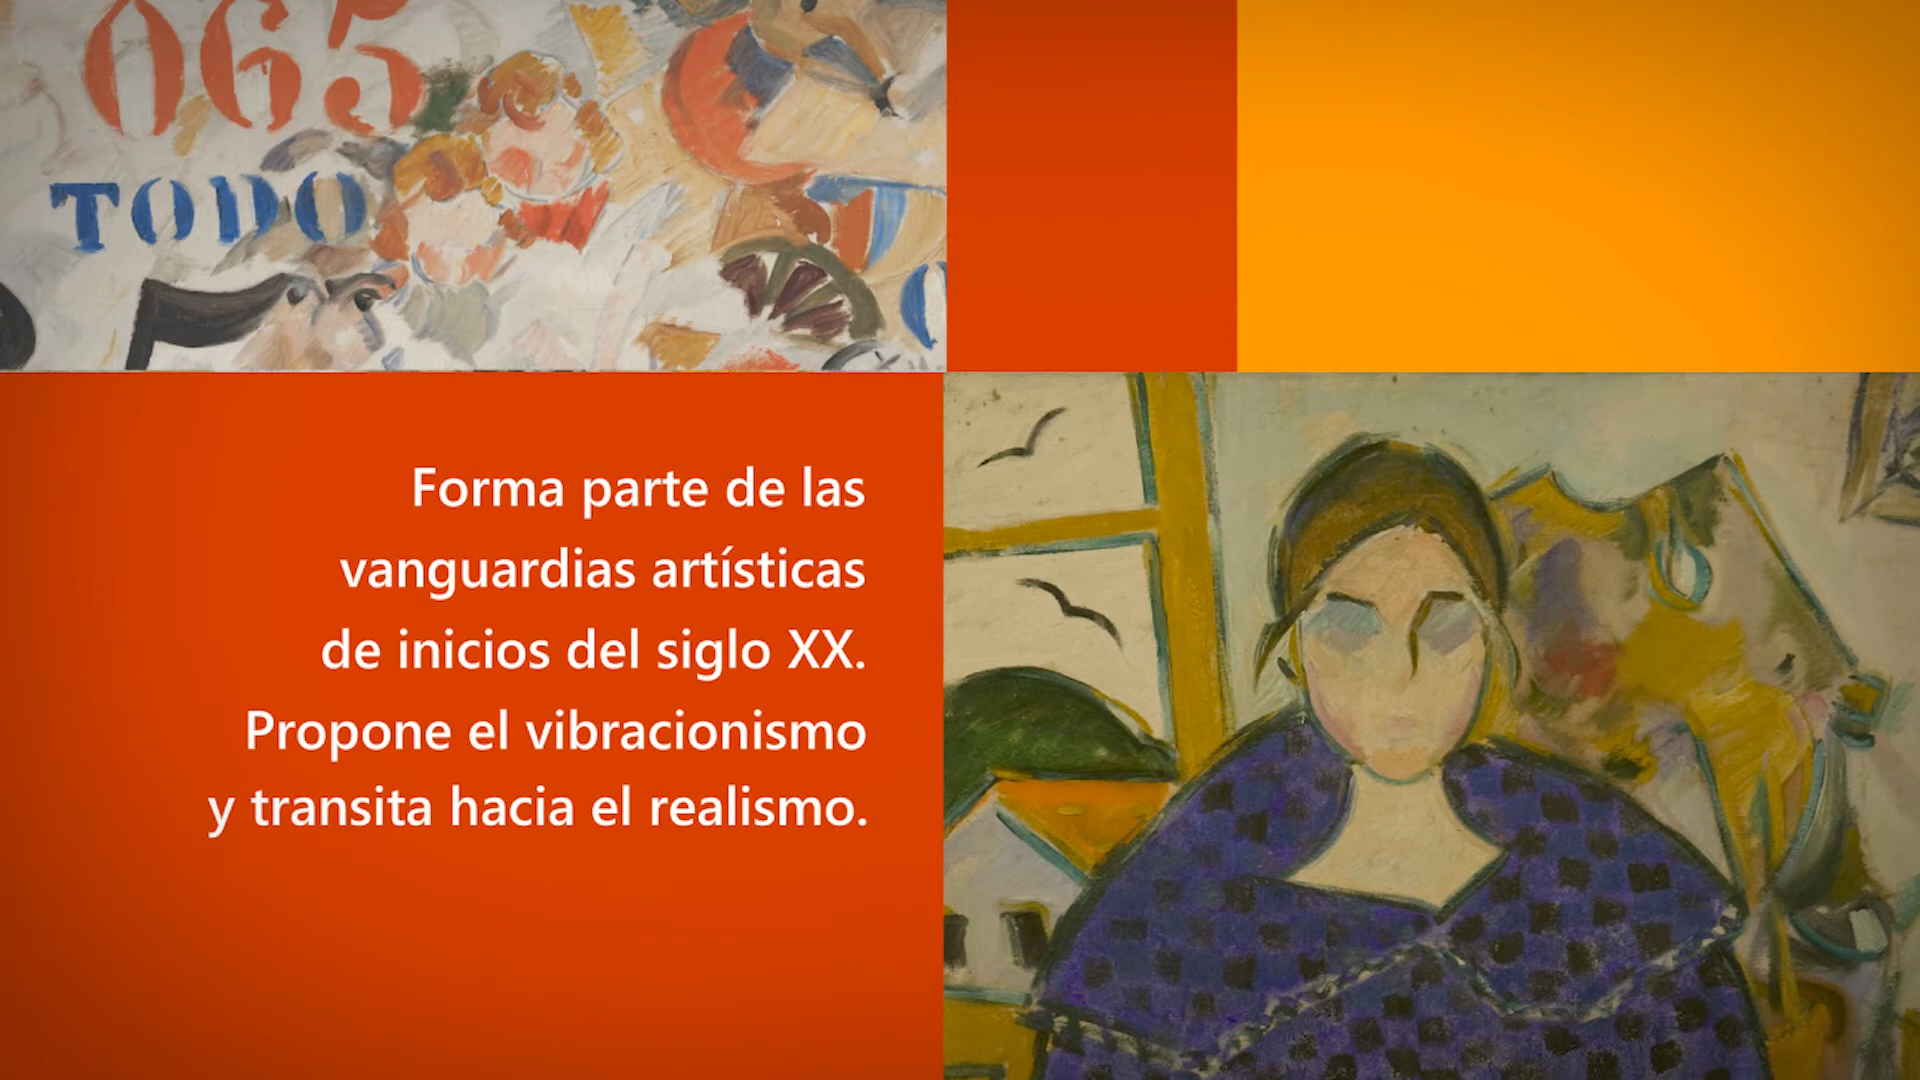 065
TODO
Forma parte de las
vanguardias artísticas
de inicios del siglo XX.
Propone el vibracionismo
y transita hacia el realismo.